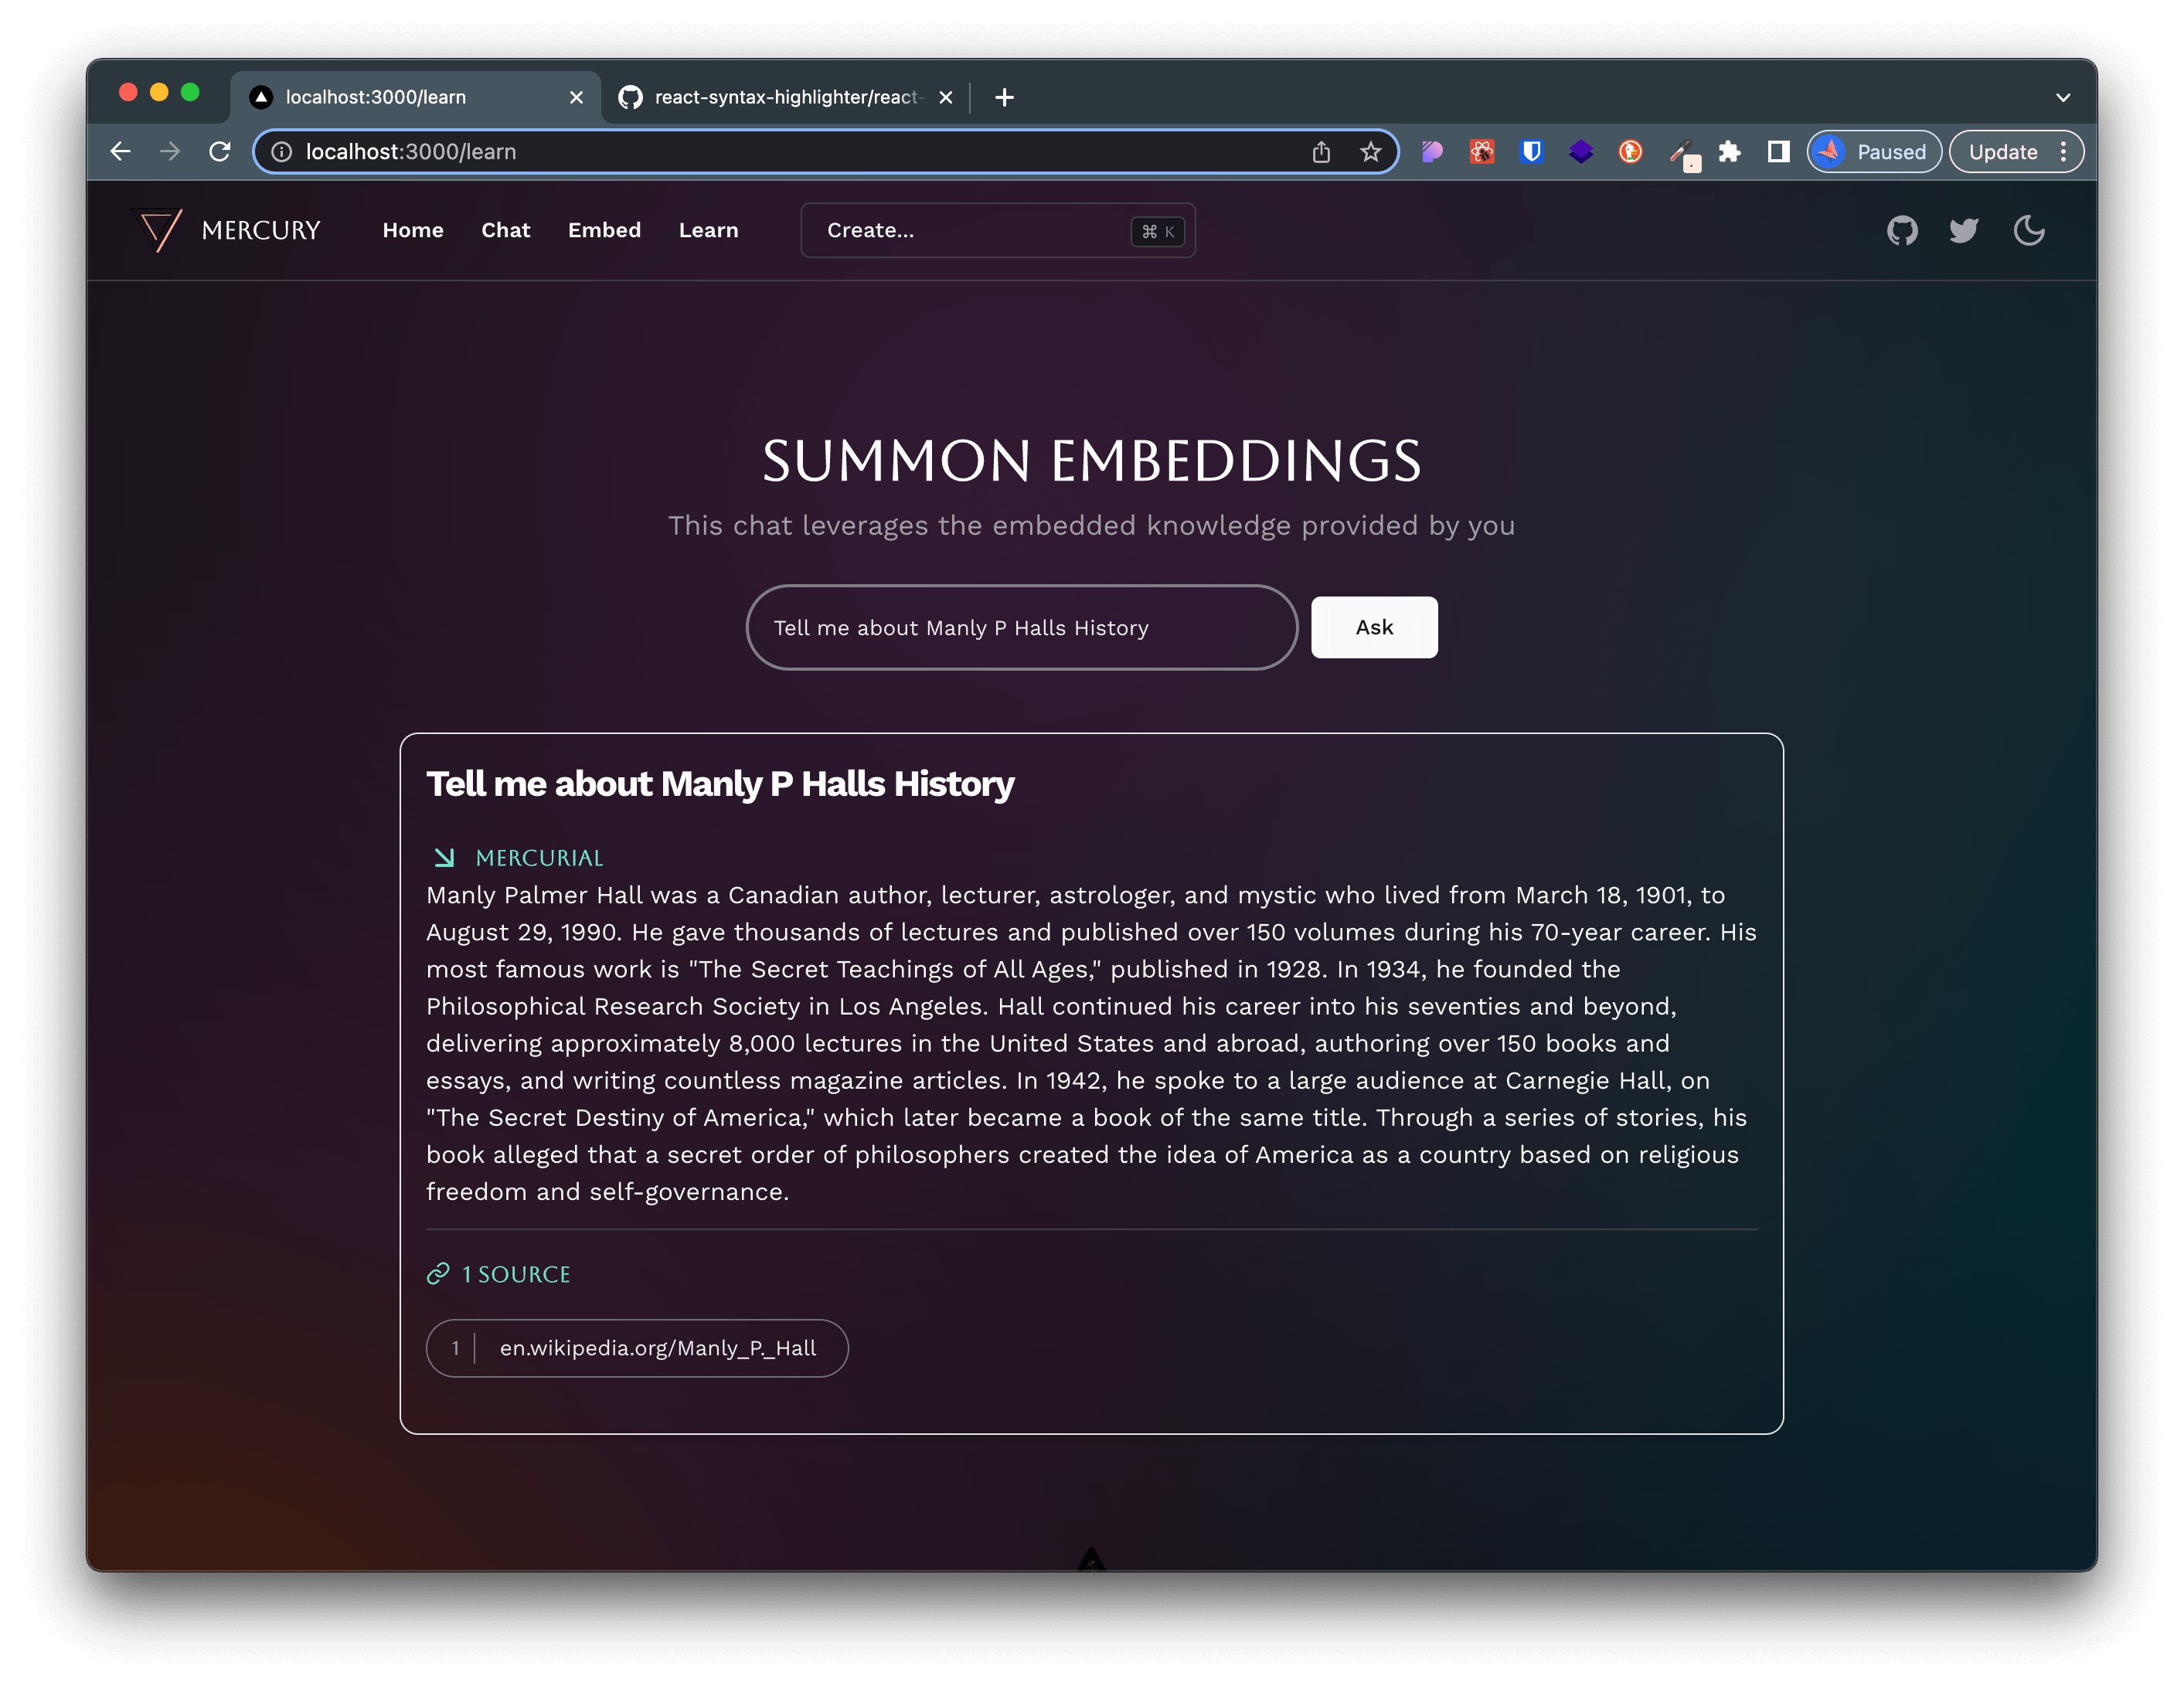 localhost:3000/learn
react-syntax-highlighter/react-
localhost:3000/learn
Paused
Update
MERCURY
Home
Chat
Embed
Learn
Create...
⌘ K
SUMMON EMBEDDINGS
This chat leverages the embedded knowledge provided by you
Tell me about Manly P Halls History
Ask
Tell me about Manly P Halls History
MERCURIAL
Manly Palmer Hall was a Canadian author, lecturer, astrologer, and mystic who lived from March 18, 1901, to
August 29, 1990. He gave thousands of lectures and published over 150 volumes during his 70-year career. His
most famous work is "The Secret Teachings of All Ages," published in 1928. In 1934, he founded the
Philosophical Research Society in Los Angeles. Hall continued his career into his seventies and beyond,
delivering approximately 8,000 lectures in the United States and abroad, authoring over 150 books and
essays, and writing countless magazine articles. In 1942, he spoke to a large audience at Carnegie Hall, on
"The Secret Destiny of America," which later became a book of the same title. Through a series of stories, his
book alleged that a secret order of philosophers created the idea of America as a country based on religious
freedom and self-governance.
1 SOURCE
1
en.wikipedia.org/Manly_P._Hall